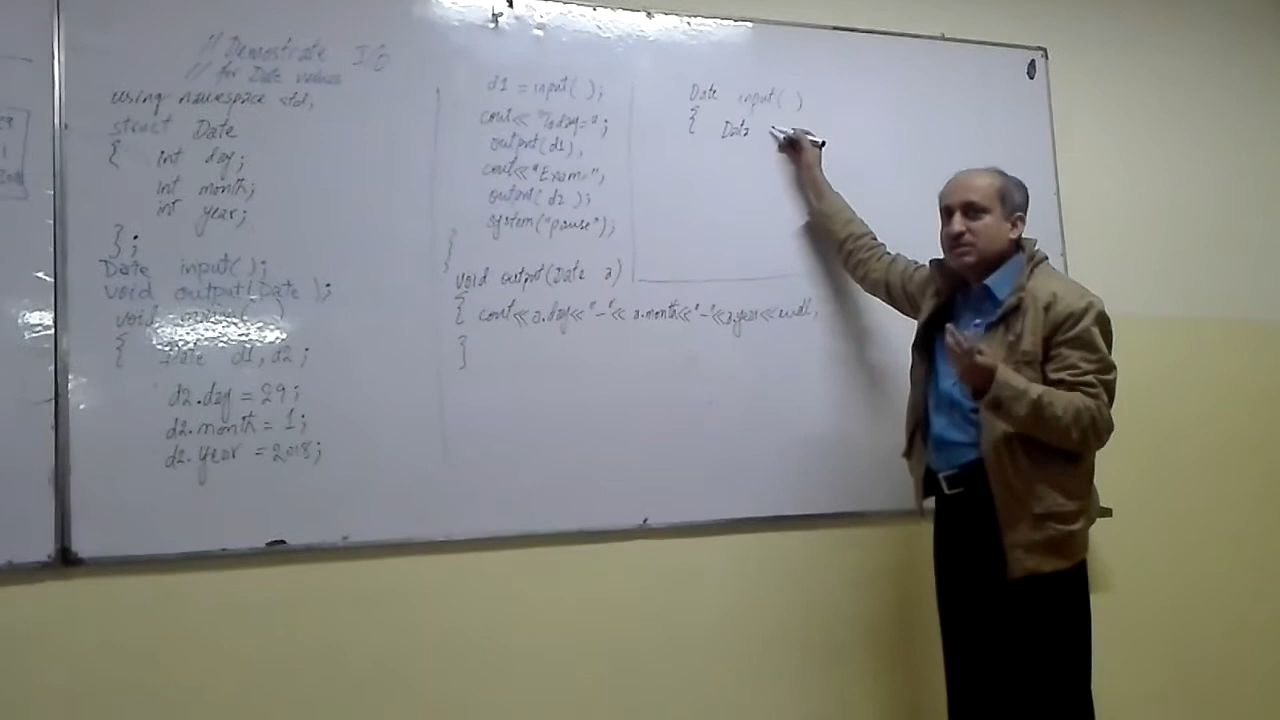 // Demostrate I/O
// for Date values
using namespace std;
struct Date
{ int day;
int month;
int year;
};
Date input();
void output(Date );
void main( )
{ Date d1, d2;
d2.day = 29;
d2.month = 1;
d2.year = 2018;
d1 = input( );
cout<< "Today=";
output(d1);
cout<<"Exam=";
output( d2 );
system("pause");
}
void output(Date a)
{ cout<<a.day<<"-"<< a.month<<"-"<<a.year<<endl;
}
Date input( )
{ Date